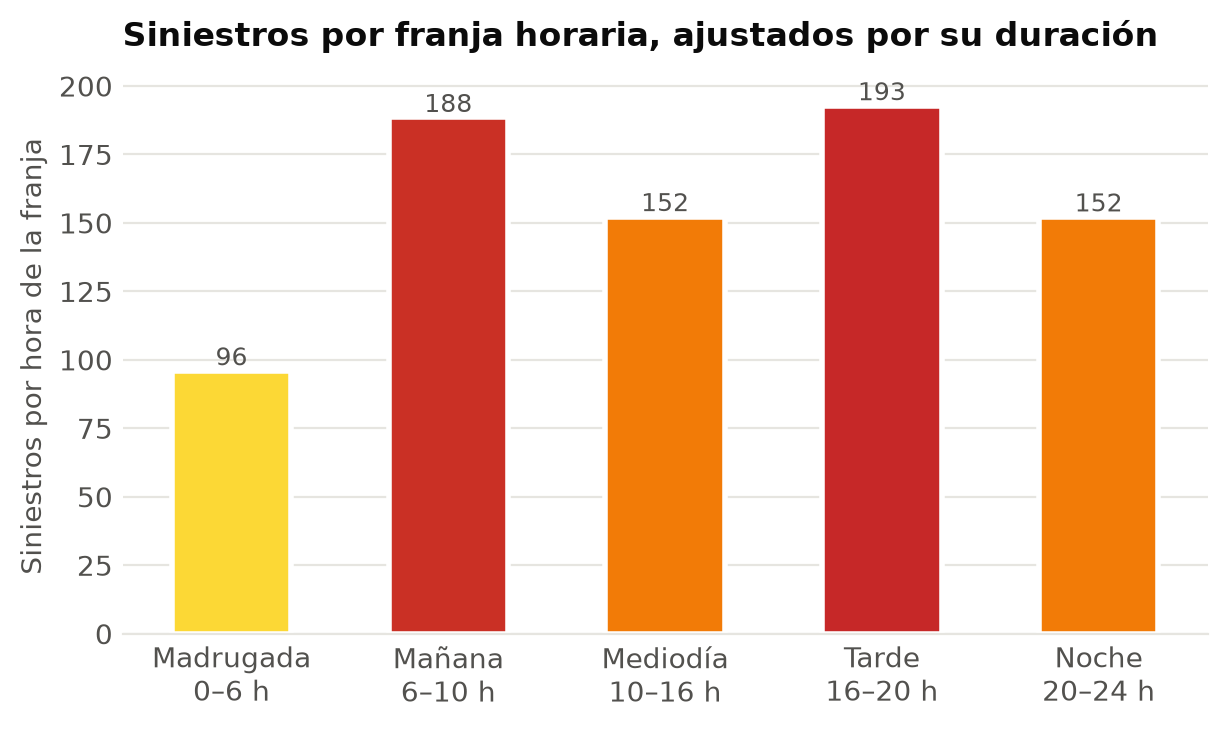 Siniestros por franja horaria, ajustados por su duración
Siniestros por hora de la franja
200
175
150
125
100
75
50
25
0
96
188
152
193
152
Madrugada
0–6 h
Mañana
6–10 h
Mediodía
10–16 h
Tarde
16–20 h
Noche
20–24 h